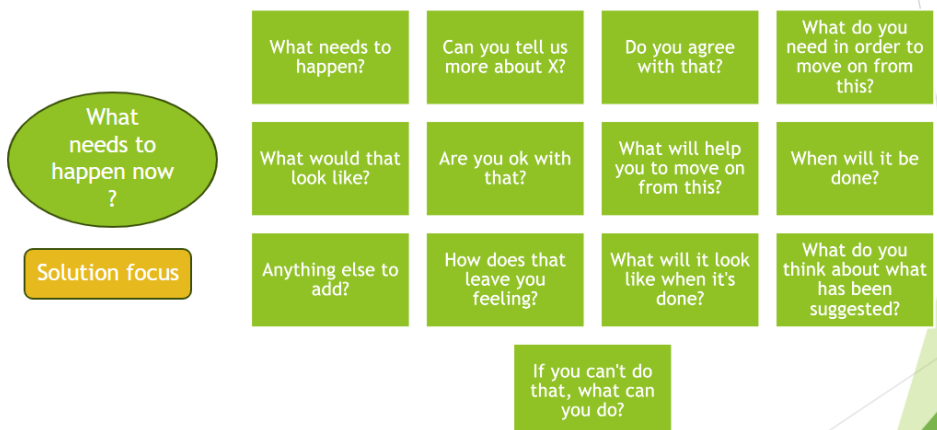 What
needs to
happen now
?
Solution focus
What needs to
happen?
Can you tell us
more about X?
Do you agree
with that?
What do you
need in order to
move on from
this?
What would that
look like?
Are you ok with
that?
What will help
you to move on
from this?
When will it be
done?
Anything else to
add?
How does that
leave you
feeling?
What will it look
like when it's
done?
What do you
think about what
has been
suggested?
If you can't do
that, what can
you do?